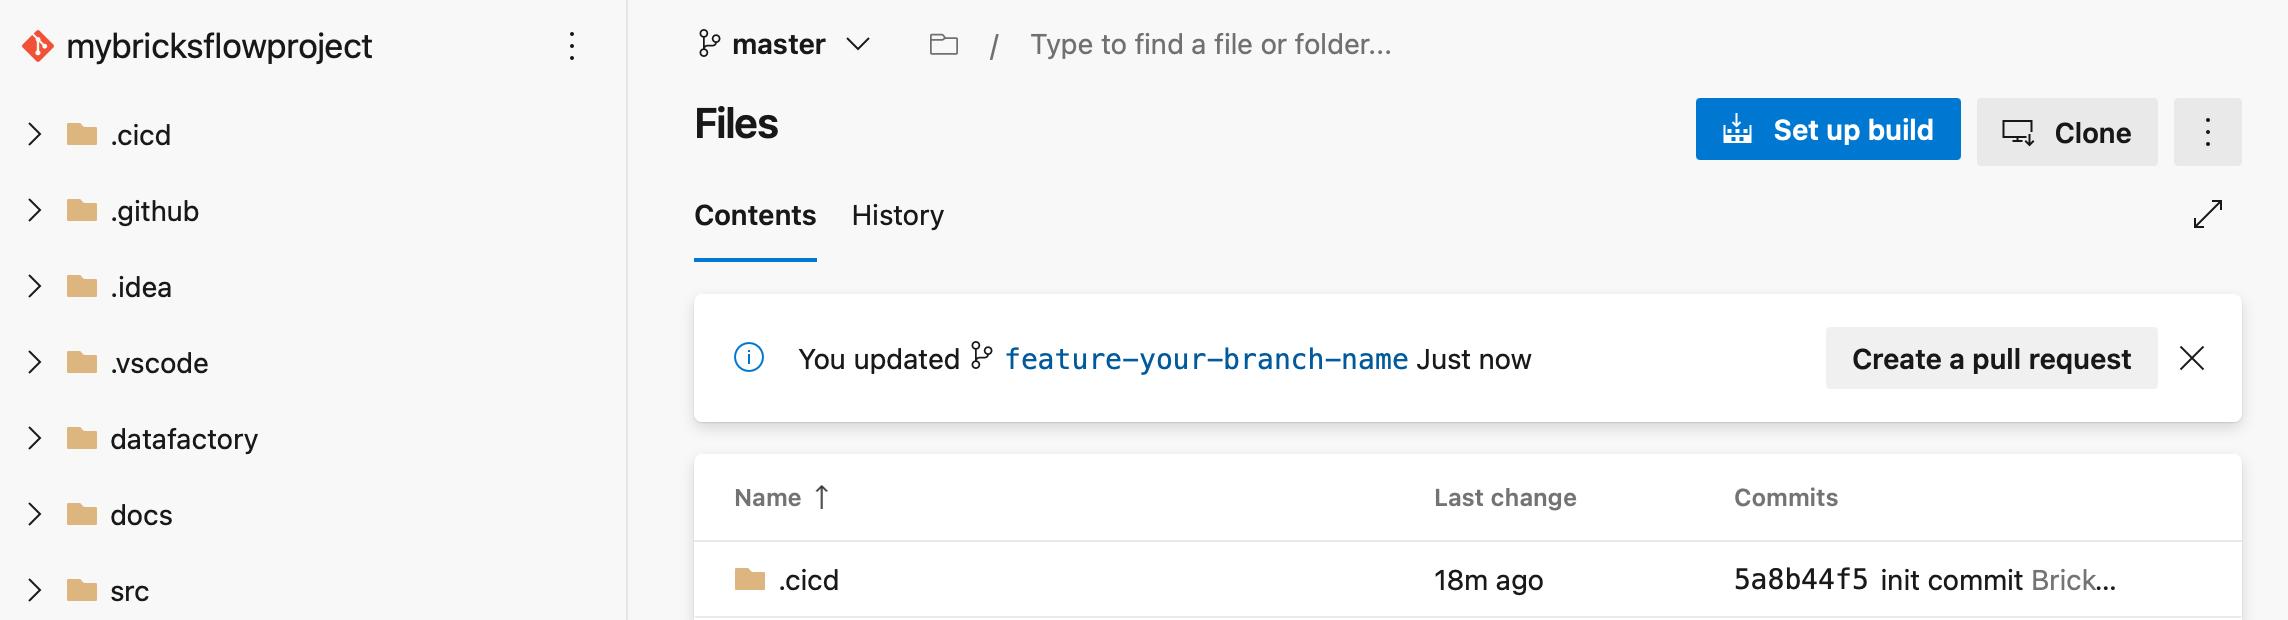 mybricksflowproject
.cicd
.github
.idea
.vscode
datafactory
docs
src
master / Type to find a file or folder...
Files
Set up build
Clone
Contents
History
You updated feature-your-branch-name Just now
Create a pull request
Name Last change Commits
.cicd 18m ago 5a8b44f5 init commit Brick...